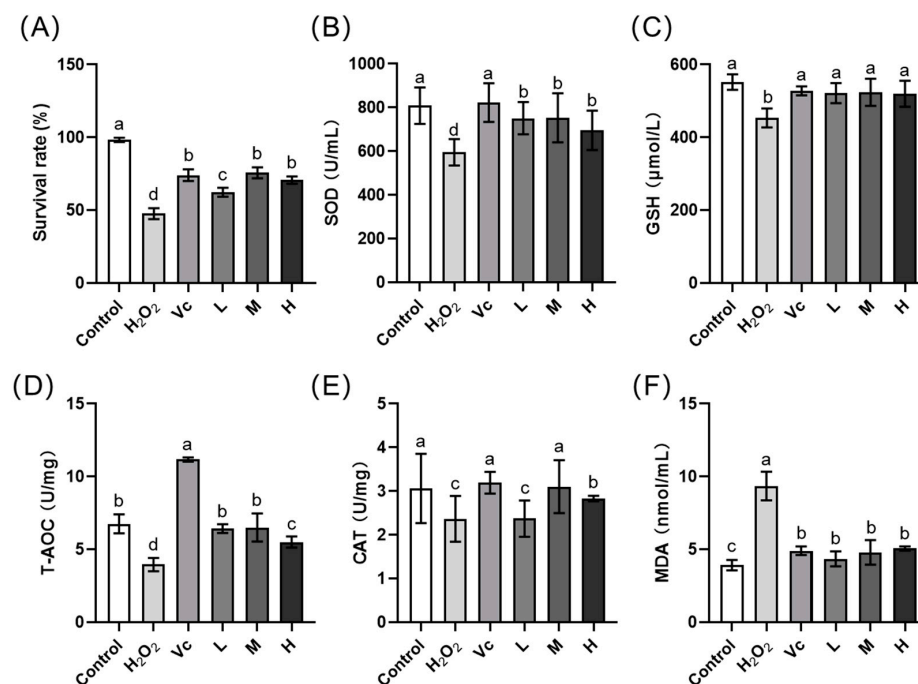 (A)
Survival rate (%)
150
100
50
0
a
d
b
c
b
b
Control
H₂O₂
Vc
L
M
H
(B)
SOD (U/mL)
1000
800
600
400
200
0
a
d
a
b
b
b
Control
H₂O₂
Vc
L
M
H
(C)
GSH (μmol/L)
600
400
200
0
a
b
a
a
a
a
Control
H₂O₂
Vc
L
M
H
(D)
T-AOC (U/mg)
15
10
5
0
b
d
a
b
b
c
Control
H₂O₂
Vc
L
M
H
(E)
CAT (U/mg)
5
4
3
2
1
0
a
c
a
c
a
b
Control
H₂O₂
Vc
L
M
H
(F)
MDA (nmol/mL)
15
10
5
0
c
a
b
b
b
b
Control
H₂O₂
Vc
L
M
H